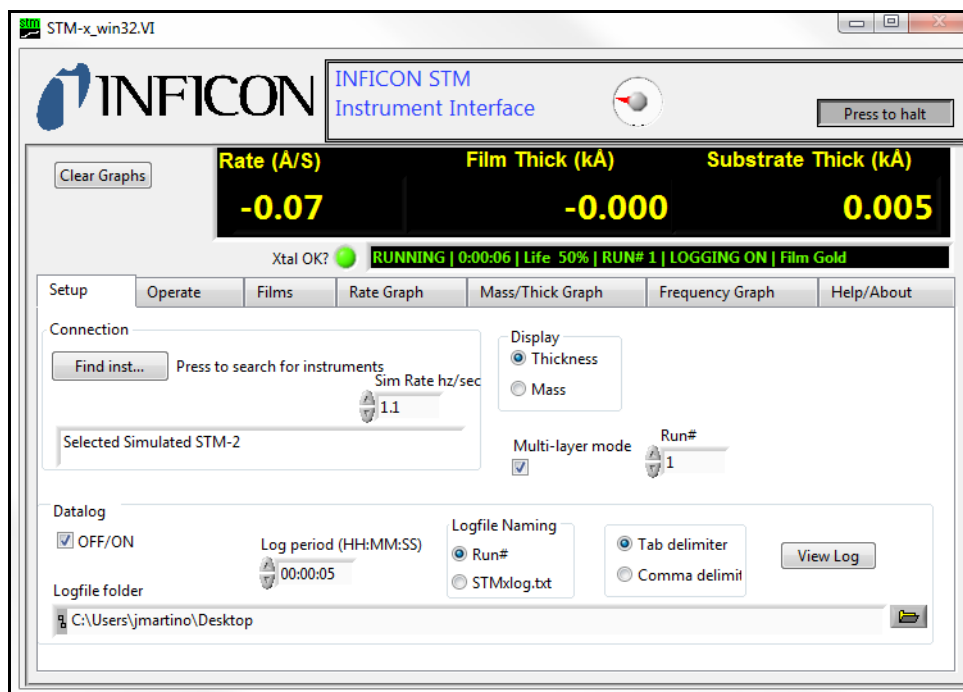 stm STM-x_win32.VI
INFICON
INFICON STM
Instrument Interface
Press to halt
Clear Graphs
Rate (Å/S) Film Thick (kÅ) Substrate Thick (kÅ)
-0.07 -0.000 0.005
Xtal OK? RUNNING | 0:00:06 | Life 50% | RUN# 1 | LOGGING ON | Film Gold
Setup Operate Films Rate Graph Mass/Thick Graph Frequency Graph Help/About
Connection
Find inst... Press to search for instruments
Sim Rate hz/sec
1.1
Selected Simulated STM-2
Display
Thickness
Mass
Multi-layer mode
Run#
1
Datalog
OFF/ON
Log period (HH:MM:SS)
00:00:05
Logfile Naming
Run#
STMxlog.txt
Tab delimiter
Comma delimit
View Log
Logfile folder
C:\Users\jmartino\Desktop